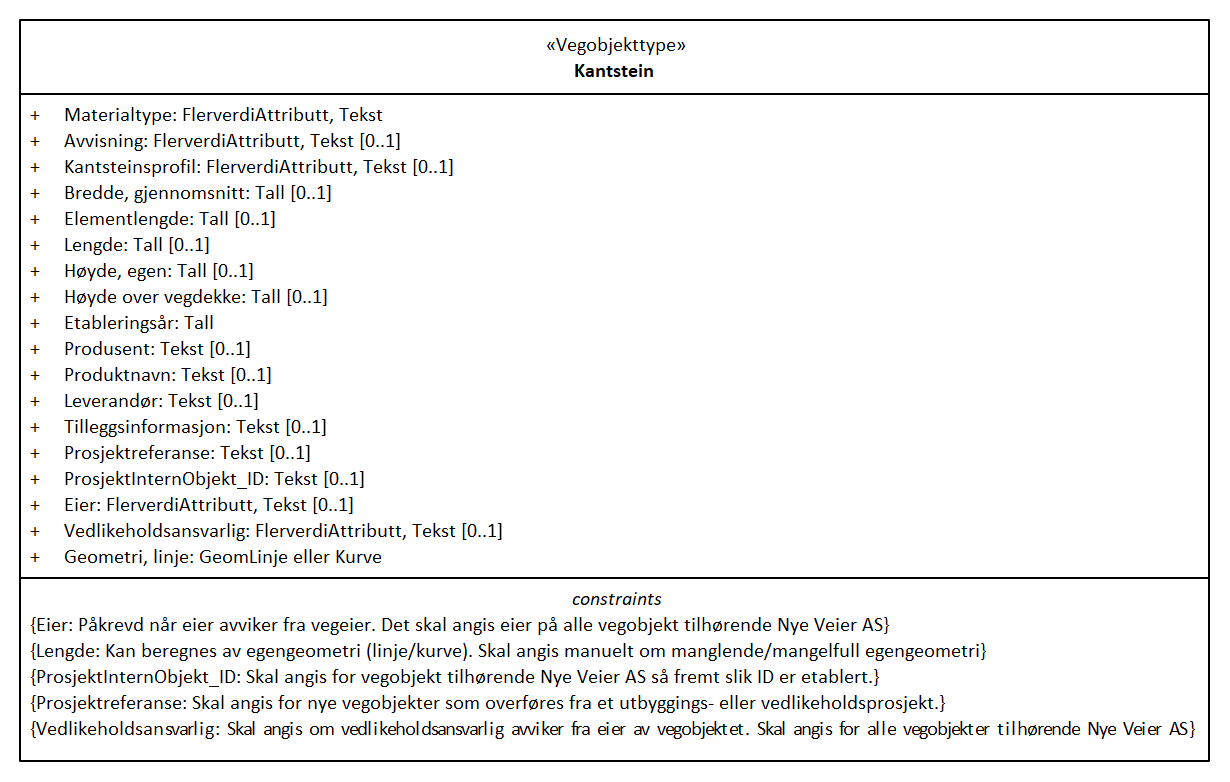 «Vegobjekttype»
Kantstein
+ Materialtype: FlerverdiAttributt, Tekst
+ Avvisning: FlerverdiAttributt, Tekst [0..1]
+ Kantsteinsprofil: FlerverdiAttributt, Tekst [0..1]
+ Bredde, gjennomsnitt: Tall [0..1]
+ Elementlengde: Tall [0..1]
+ Lengde: Tall [0..1]
+ Høyde, egen: Tall [0..1]
+ Høyde over vegdekke: Tall [0..1]
+ Etableringsår: Tall
+ Produsent: Tekst [0..1]
+ Produktnavn: Tekst [0..1]
+ Leverandør: Tekst [0..1]
+ Tilleggsinformasjon: Tekst [0..1]
+ Prosjektreferanse: Tekst [0..1]
+ ProsjektInternObjekt_ID: Tekst [0..1]
+ Eier: FlerverdiAttributt, Tekst [0..1]
+ Vedlikeholdsansvarlig: FlerverdiAttributt, Tekst [0..1]
+ Geometri, linje: GeomLinje eller Kurve
constraints
{Eier: Påkrevd når eier avviker fra vegeier. Det skal angis eier på alle vegobjekt tilhørende Nye Veier AS}
{Lengde: Kan beregnes av egengeometri (linje/kurve). Skal angis manuelt om manglende/mangelfull egengeometri}
{ProsjektInternObjekt_ID: Skal angis for vegobjekt tilhørende Nye Veier AS så fremt slik ID er etablert.}
{Prosjektreferanse: Skal angis for nye vegobjekter som overføres fra et utbyggings- eller vedlikeholdsprosjekt.}
{Vedlikeholdsansvarlig: Skal angis om vedlikeholdsansvarlig avviker fra eier av vegobjektet. Skal angis for alle vegobjekter tilhørende Nye Veier AS}